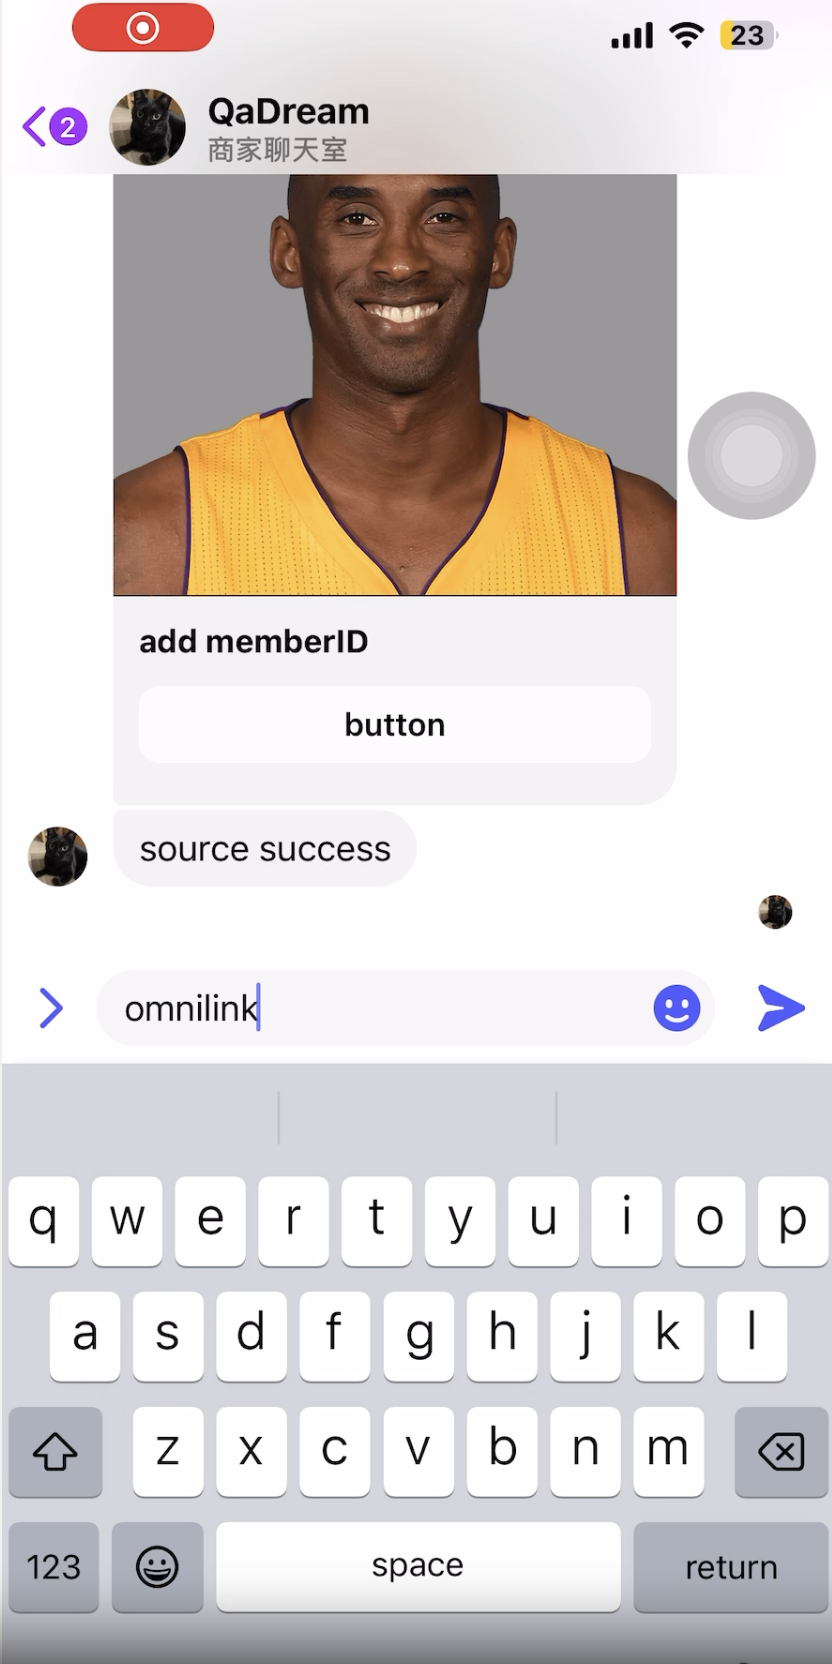 23
2
QaDream
商家聊天室
add memberID
button
source success
omnilink
q w e r t y u i o p
a s d f g h j k l
z x c v b n m
123 space return